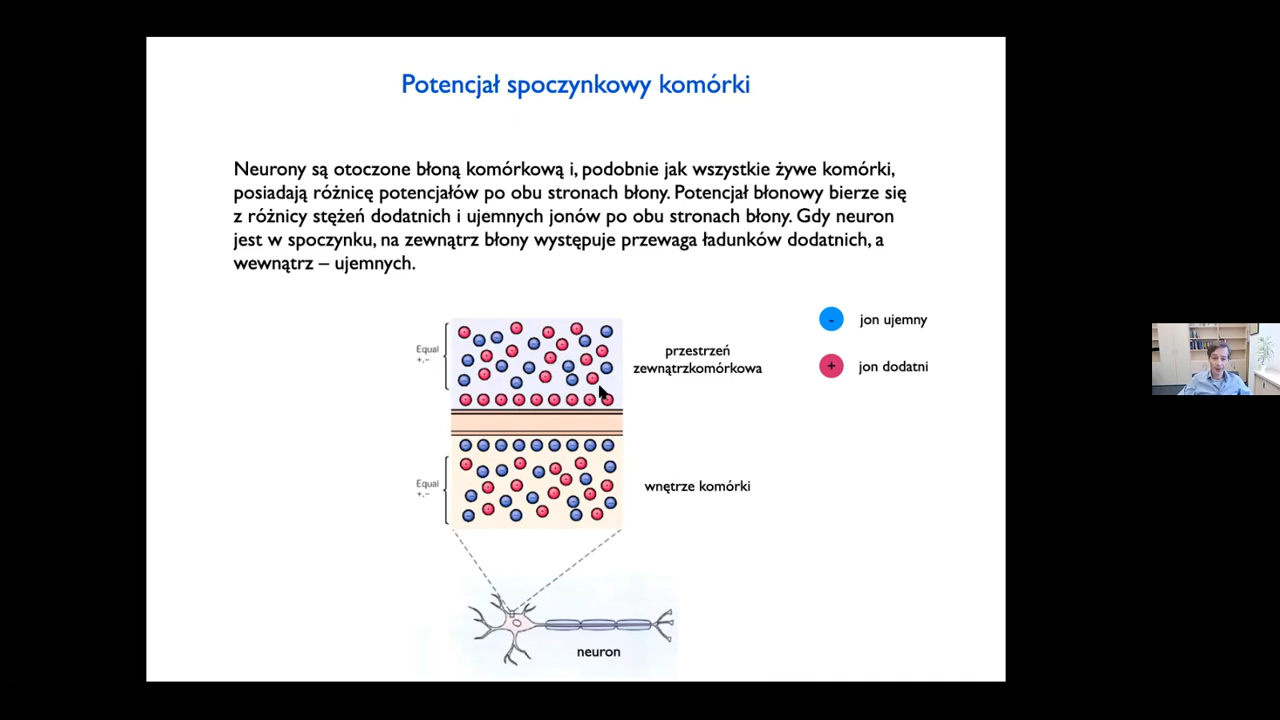 Potencjał spoczynkowy komórki
Neurony są otoczone błoną komórkową i, podobnie jak wszystkie żywe komórki,
posiadają różnicę potencjałów po obu stronach błony. Potencjał błonowy bierze się
z różnicy stężeń dodatnich i ujemnych jonów po obu stronach błony. Gdy neuron
jest w spoczynku, na zewnątrz błony występuje przewaga ładunków dodatnich, a
wewnątrz – ujemnych.
- jon ujemny
+ jon dodatni
Equal
+,–
przestrzeń
zewnątrzkomórkowa
Equal
+,–
wnętrze komórki
neuron